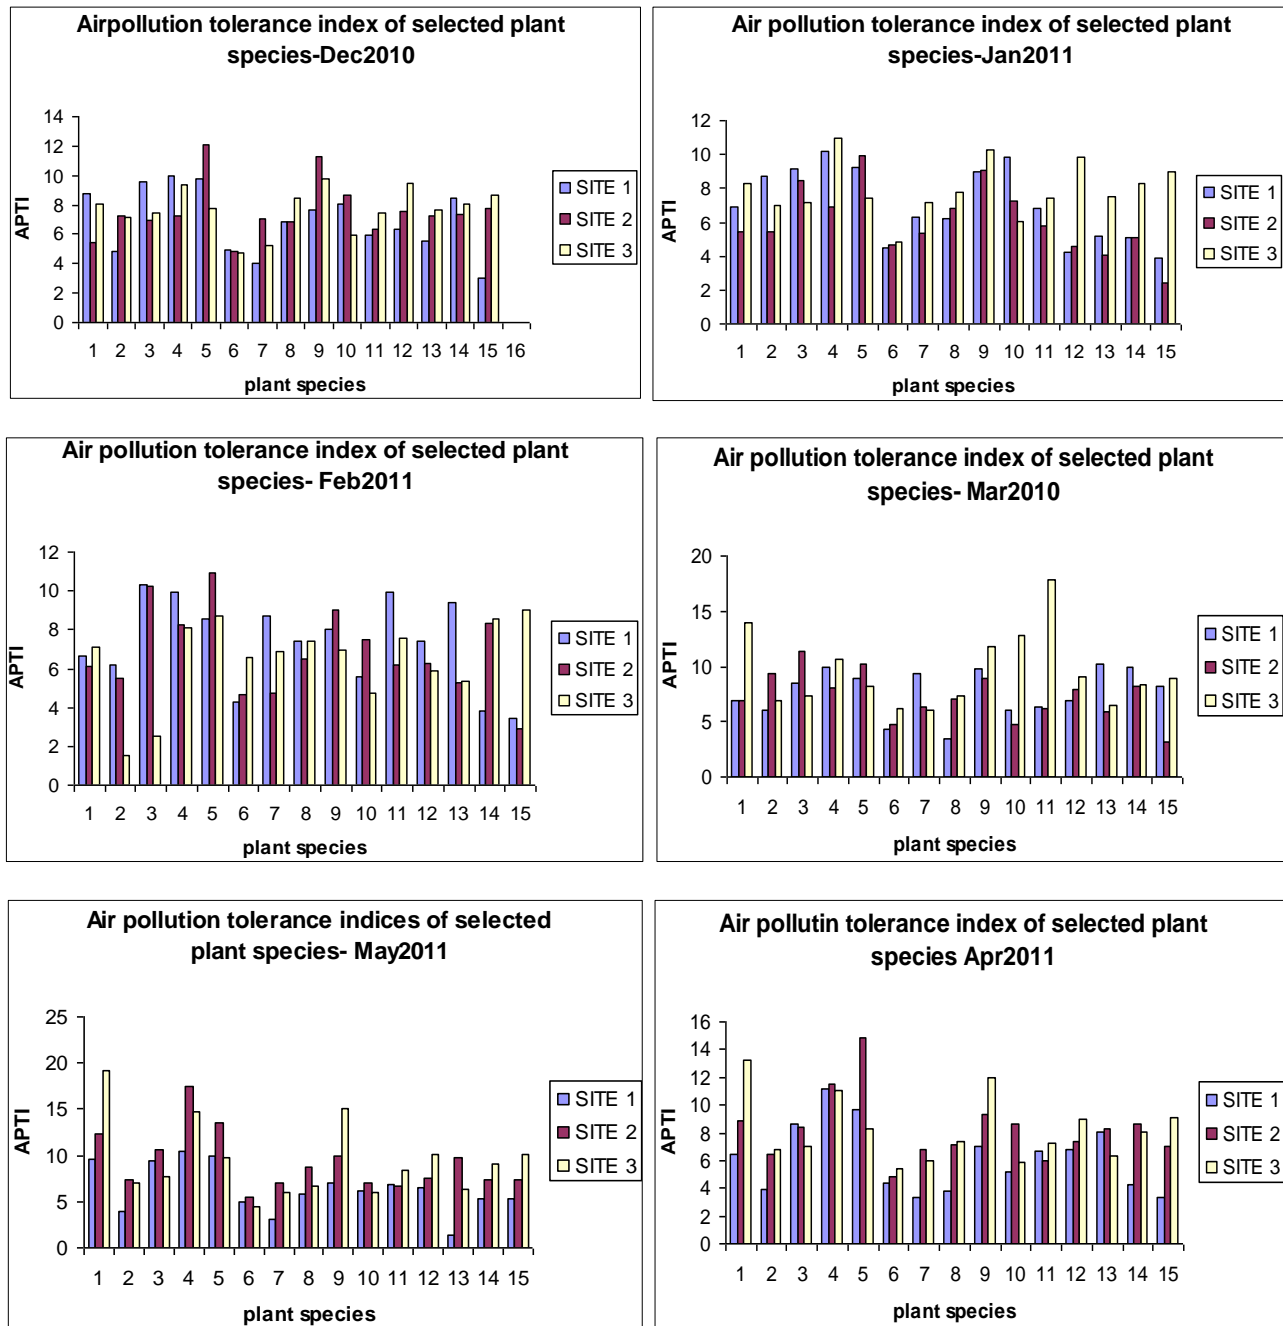 Airpollution tolerance index of selected plant
species-Dec2010
14
12
10
8
6
4
2
0
APTI
1 2 3 4 5 6 7 8 9 10 11 12 13 14 15 16
plant species
SITE 1
SITE 2
SITE 3
Air pollution tolerance index of selected plant
species-Jan2011
12
10
8
6
4
2
0
APTI
1 2 3 4 5 6 7 8 9 10 11 12 13 14 15
plant species
SITE 1
SITE 2
SITE 3
Air pollution tolerance index of selected plant
species- Feb2011
12
10
8
6
4
2
0
APTI
1 2 3 4 5 6 7 8 9 10 11 12 13 14 15
plant species
SITE 1
SITE 2
SITE 3
Air pollution tolerance index of selected plant
species- Mar2010
20
15
10
5
0
APTI
1 2 3 4 5 6 7 8 9 10 11 12 13 14 15
plant species
SITE 1
SITE 2
SITE 3
Air pollution tolerance indices of selected
plant species- May2011
25
20
15
10
5
0
APTI
1 2 3 4 5 6 7 8 9 10 11 12 13 14 15
plant species
SITE 1
SITE 2
SITE 3
Air pollutin tolerance index of selected plant
species Apr2011
16
14
12
10
8
6
4
2
0
APTI
1 2 3 4 5 6 7 8 9 10 11 12 13 14 15
plant species
SITE 1
SITE 2
SITE 3